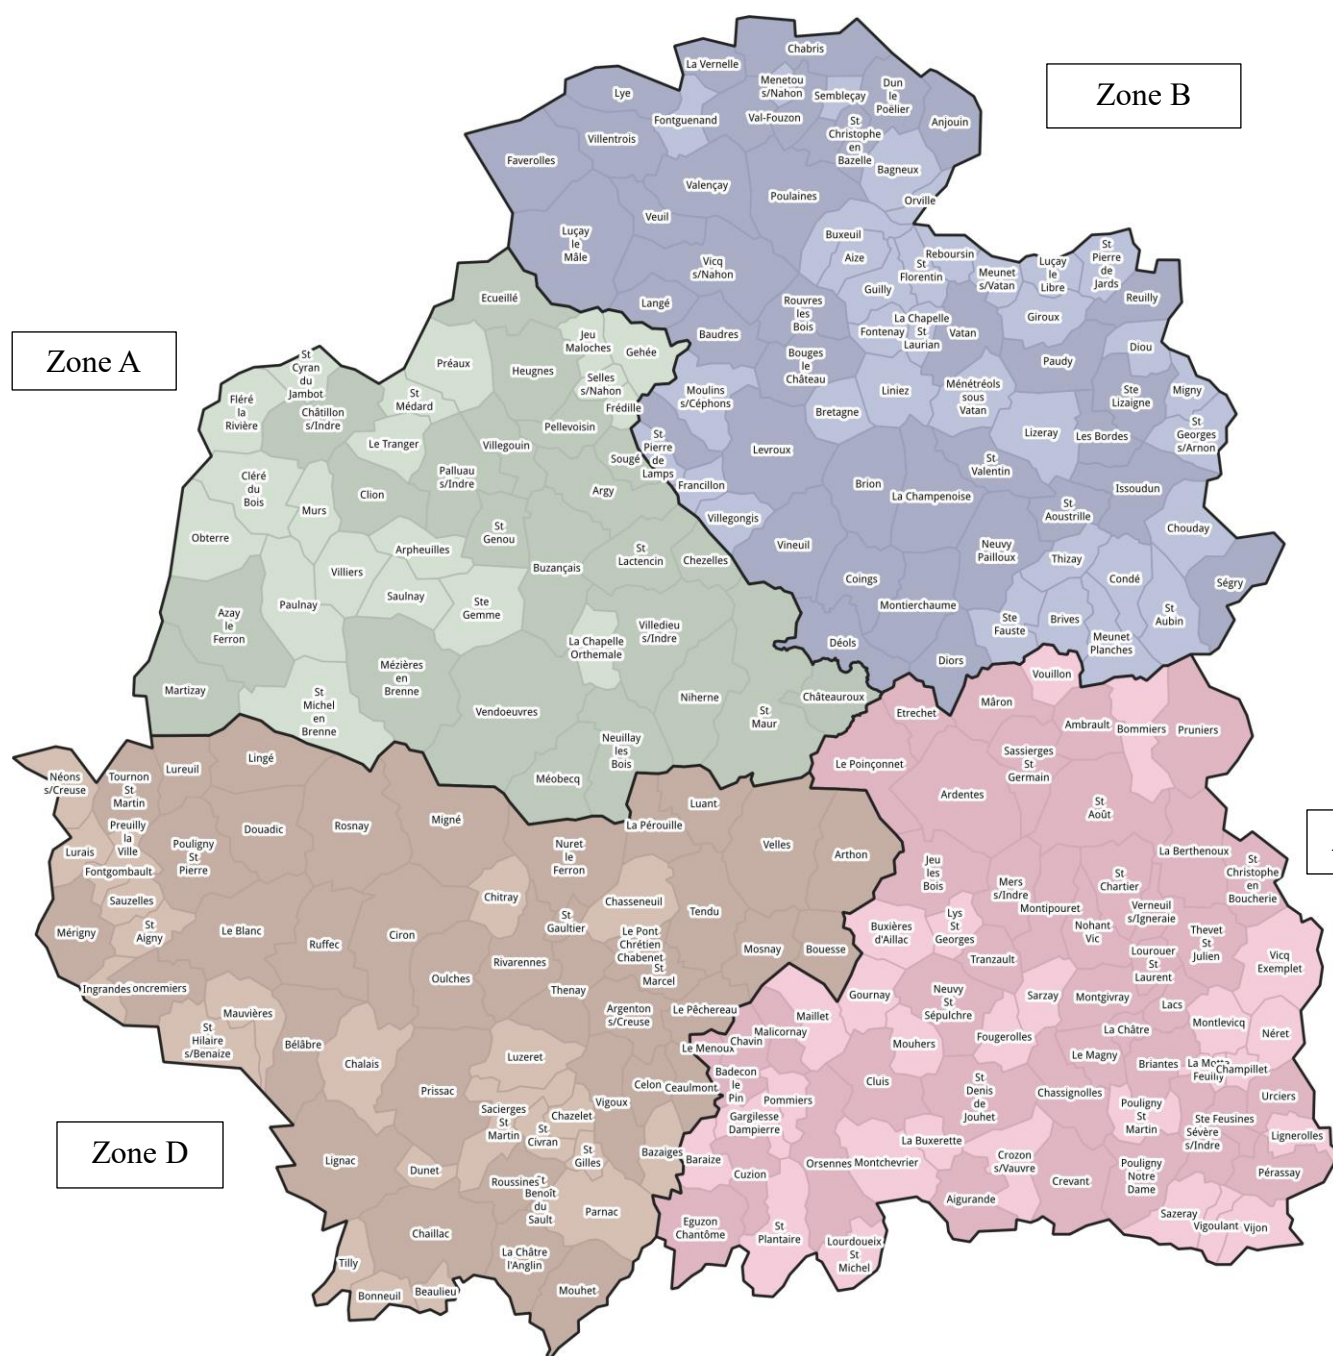 Zone B
Chabris
La Vernelle
Menetou
s/Nahon
Sembleçay
Dun
le
Poëlier
Lye
Fontguenand
Val-Fouzon
St
Christophe
en
Bazelle
Anjouin
Villentrois
Faverolles
Bagneux
Valençay
Poulaines
Orville
Veuil
Luçay
le
Mâle
Buxeuil
Aize
Reboursin
St
Florentin
Vicq
s/Nahon
Meunet
s/Vatan
Luçay
le
Libre
St
Pierre
de
Jards
Guilly
Reuilly
Langé
Rouvres
les
Bois
Giroux
Baudres
Fontenay
La Chapelle
St
Laurian
Vatan
Diou
Bouges
le
Château
Paudy
Moulins
s/Céphons
Liniez
Ménétréols
sous
Vatan
Ste
Lizaigne
Migny
Bretagne
Lizeray
Les Bordes
St
Georges
s/Arnon
St
Pierre
de
Lamps
Levroux
St
Valentin
Francillon
Brion
La Champenoise
Issoudun
Villegongis
St
Aoustrille
Chouday
Vineuil
Neuvy
Pailloux
Thizay
Coings
Condé
Ségry
Montierchaume
Ste
Fauste
Brives
St
Aubin
Déols
Meunet
Planches
Diors
Zone A
Ecueillé
Jeu
Maloches
Gehée
Préaux
Heugnes
Selles
s/Nahon
St
Cyran
du
Jambot
Fléré
la
Rivière
Châtillon
s/Indre
St
Médard
Frédille
Pellevoisin
Le Tranger
Villegouin
Sougé
Cléré
du
Bois
Palluau
s/Indre
Clion
Argy
Murs
St
Genou
Obterre
Arpheuilles
St
Lactencin
Chezelles
Villiers
Buzançais
Saulnay
Paulnay
Ste
Gemme
Azay
le
Ferron
La Chapelle
Orthemale
Villedieu
s/Indre
Mézières
en
Brenne
Martizay
St
Michel
en
Brenne
Niherne
Châteauroux
Vendoeuvres
St
Maur
Neuillay
les
Bois
Méobecq
Vouillon
Etrechet
Mâron
Ambrault
Bommiers
Pruniers
Le Poinçonnet
Sassierges
St
Germain
Ardentes
St
Août
La Berthenoux
Jeu
les
Bois
St
Christophe
en
Boucherie
Mers
s/Indre
St
Chartier
Montipouret
Verneuil
s/Igneraie
Buxières
d'Aillac
Lys
St
Georges
Nohant
Vic
Thevet
St
Julien
Tranzault
Lourouer
St
Laurent
Vicq
Exemplet
Gournay
Neuvy
St
Sépulchre
Sarzay
Montgivray
Lacs
Maillet
Malicornay
Mouhers
Fougerolles
La Châtre
Montlevicq
Néret
Chavin
Le Magny
Briantes
Feuilly
Champillet
Badecon
le
Pin
Cluis
St
Denis
de
Jouhet
Chassignolles
Urciers
Pommiers
Pouligny
St
Martin
Gargilesse
Dampierre
Ste
Sévère
s/Indre
Feusines
Lignerolles
La Buxerette
Baraize
Orsennes
Montchevrier
Crozon
s/Vauvre
Cuzion
Pouligny
Notre
Dame
Pérassay
Crevant
Aigurande
Eguzon
Chantôme
St
Plantaire
Sazeray
Vigoulant
Vijon
Lourdoueix
St
Michel
Zone D
Néons
s/Creuse
Tournon
St
Martin
Lureuil
Lingé
Luant
Migné
La Pérouille
Rosnay
Douadic
Preuilly
la
Ville
Pouligny
St
Pierre
Lurais
Nuret
le
Ferron
Velles
Arthon
Fontgombault
Chitray
Chasseneuil
Sauzelles
St
Aigny
Tendu
Mérigny
Le Blanc
St
Gaultier
Ciron
Le Pont
Chrétien
Chabenet
Ruffec
Mosnay
Bouesse
Rivarennes
St
Marcel
Oulches
Ingrandes
oncremiers
Thenay
Mauvières
Argenton
s/Creuse
Le Pêchereau
St
Hilaire
s/Benaize
Bélâbre
Le Menoux
Luzeret
Chalais
Celon
Ceaulmont
Prissac
Vigoux
Sacierges
St
Martin
Chazelet
St
Civran
Bazaiges
Lignac
Dunet
St
Gilles
Roussines
Benoît
du
Sault
Parnac
Chaillac
La Châtre
l'Anglin
Tilly
Beaulieu
Bonneuil
Mouhet